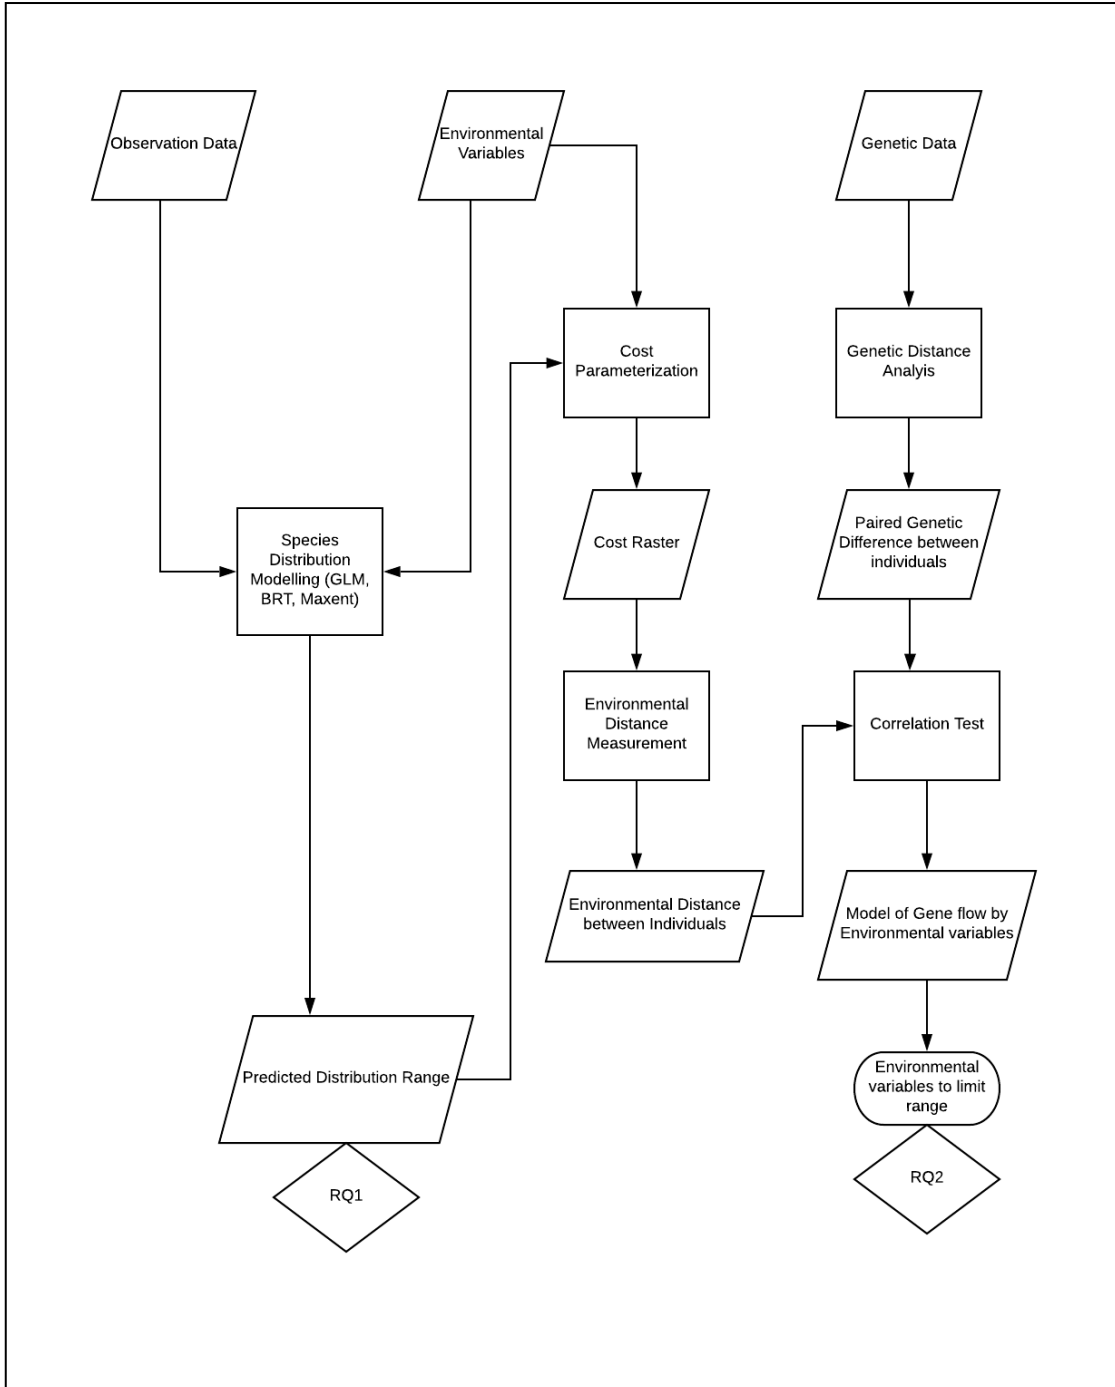 Observation Data
Environmental
Variables
Genetic Data
Cost
Parameterization
Genetic Distance
Analyis
Species
Distribution
Modelling (GLM,
BRT, Maxent)
Cost Raster
Paired Genetic
Difference between
individuals
Environmental
Distance
Measurement
Correlation Test
Environmental Distance
between Individuals
Model of Gene flow by
Environmental variables
Predicted Distribution Range
Environmental
variables to limit
range
RQ1
RQ2